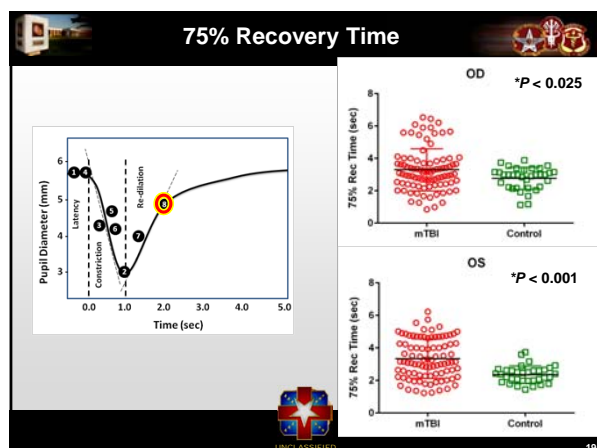 75% Recovery Time
Pupil Diameter (mm)
6
5
4
3
Latency
Constriction
Re-dilation
1
4
3
5
6
2
7
0.0
1.0
2.0
3.0
4.0
5.0
Time (sec)
OD
*P < 0.025
75% Rec Time (sec)
8
6
4
2
0
mTBI
Control
OS
*P < 0.001
75% Rec Time (sec)
8
6
4
2
0
mTBI
Control
UNCLASSIFIED
19